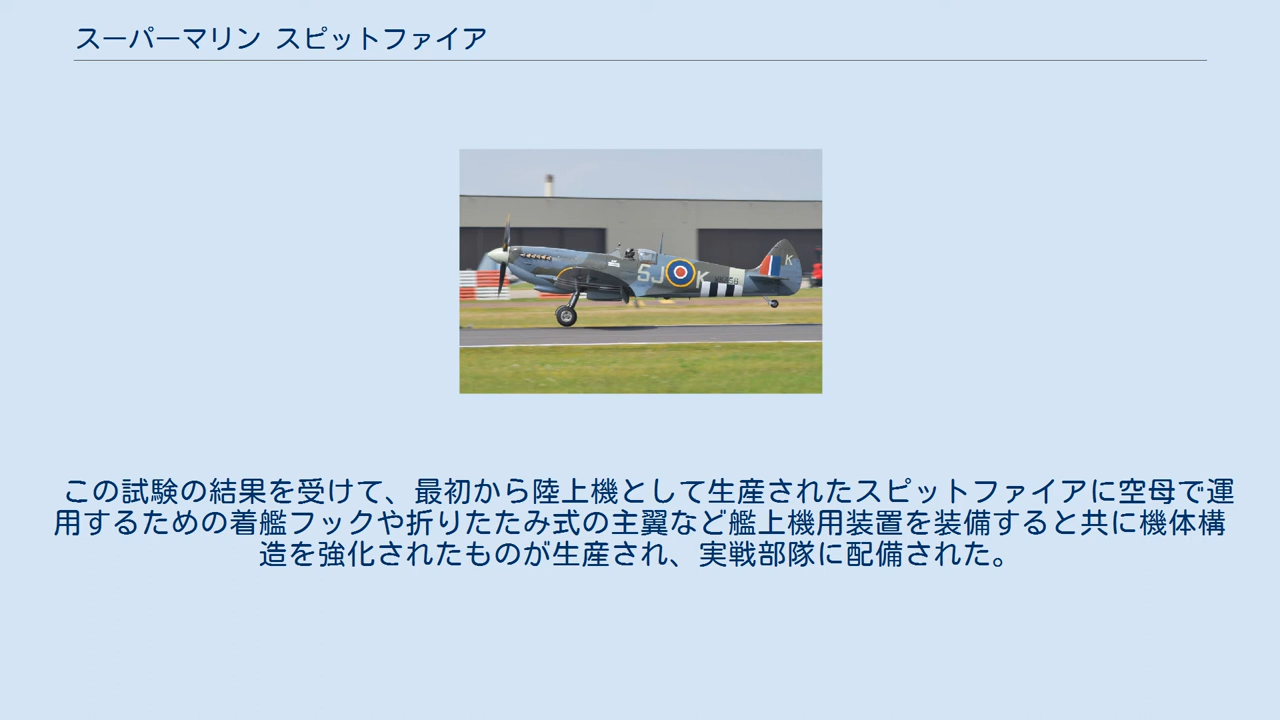 スーパーマリン スピットファイア
5J K
K
この試験の結果を受けて、最初から陸上機として生産されたスピットファイアに空母で運
用するための着艦フックや折りたたみ式の主翼など艦上機用装置を装備すると共に機体構
造を強化されたものが生産され、実戦部隊に配備された。